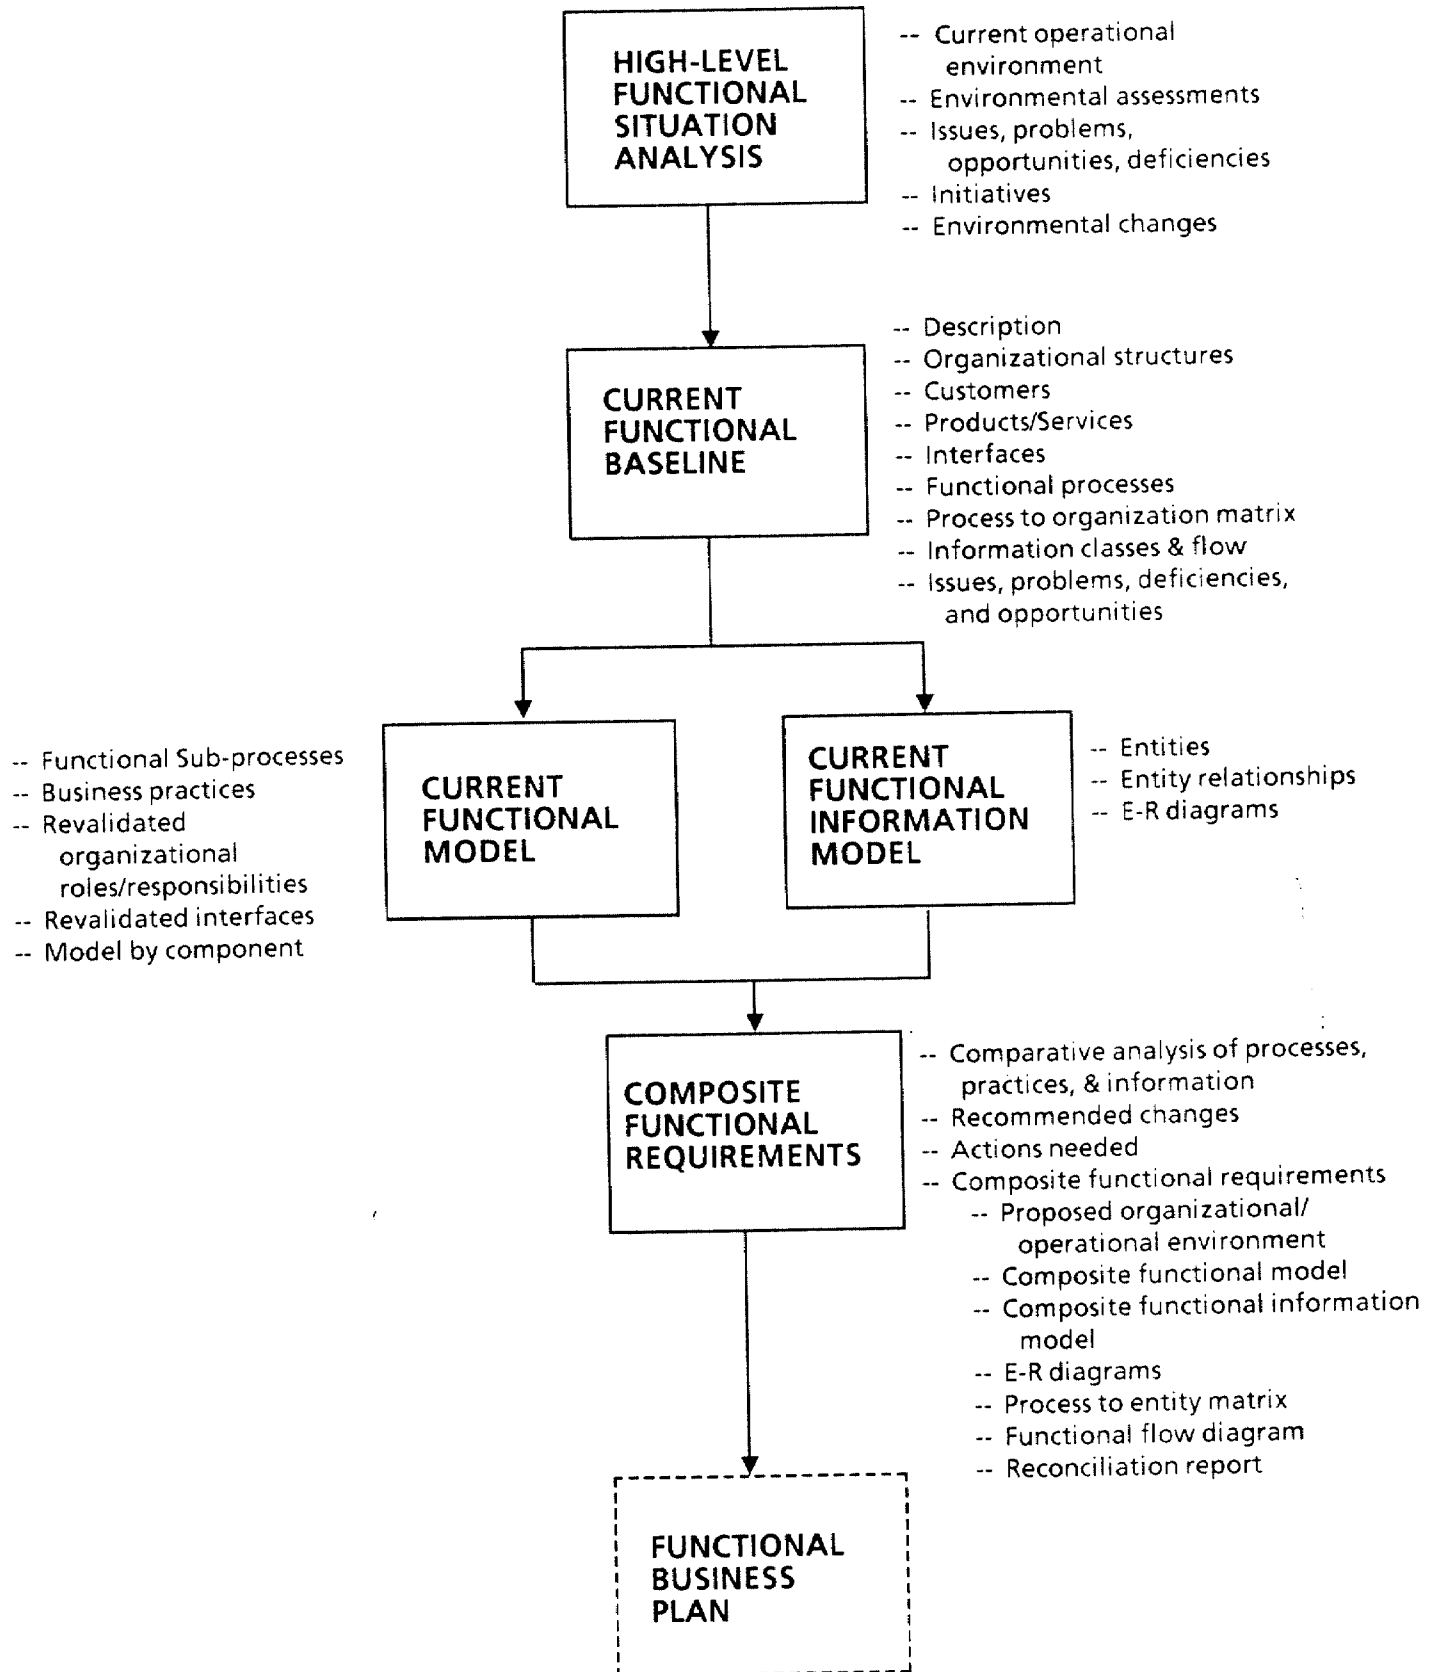 HIGH-LEVEL
FUNCTIONAL
SITUATION
ANALYSIS
-- Current operational
environment
-- Environmental assessments
-- Issues, problems,
opportunities, deficiencies
-- Initiatives
-- Environmental changes
CURRENT
FUNCTIONAL
BASELINE
-- Description
-- Organizational structures
-- Customers
-- Products/Services
-- Interfaces
-- Functional processes
-- Process to organization matrix
-- Information classes & flow
-- Issues, problems, deficiencies,
and opportunities
-- Functional Sub-processes
-- Business practices
-- Revalidated
organizational
roles/responsibilities
-- Revalidated interfaces
-- Model by component
CURRENT
FUNCTIONAL
MODEL
CURRENT
FUNCTIONAL
INFORMATION
MODEL
-- Entities
-- Entity relationships
-- E-R diagrams
COMPOSITE
FUNCTIONAL
REQUIREMENTS
-- Comparative analysis of processes,
practices, & information
-- Recommended changes
-- Actions needed
-- Composite functional requirements
-- Proposed organizational/
operational environment
-- Composite functional model
-- Composite functional information
model
-- E-R diagrams
-- Process to entity matrix
-- Functional flow diagram
-- Reconciliation report
FUNCTIONAL
BUSINESS
PLAN